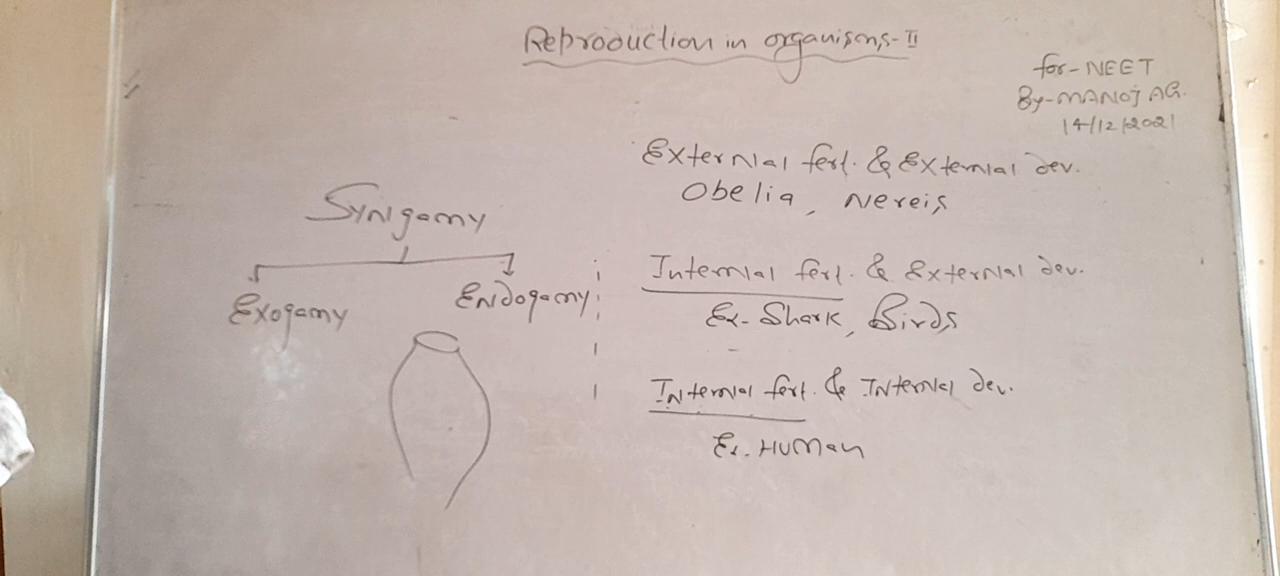 Reproduction in organisms-II
for-NEET
By-MANOJ AG.
14/12/2021
Syngamy
Exogamy
Endogamy
External fert. & External dev.
Obelia, Nereis
Internal fert. & External dev.
Ex- Shark, Birds
Internal fert. & Internal dev.
Ex. Human